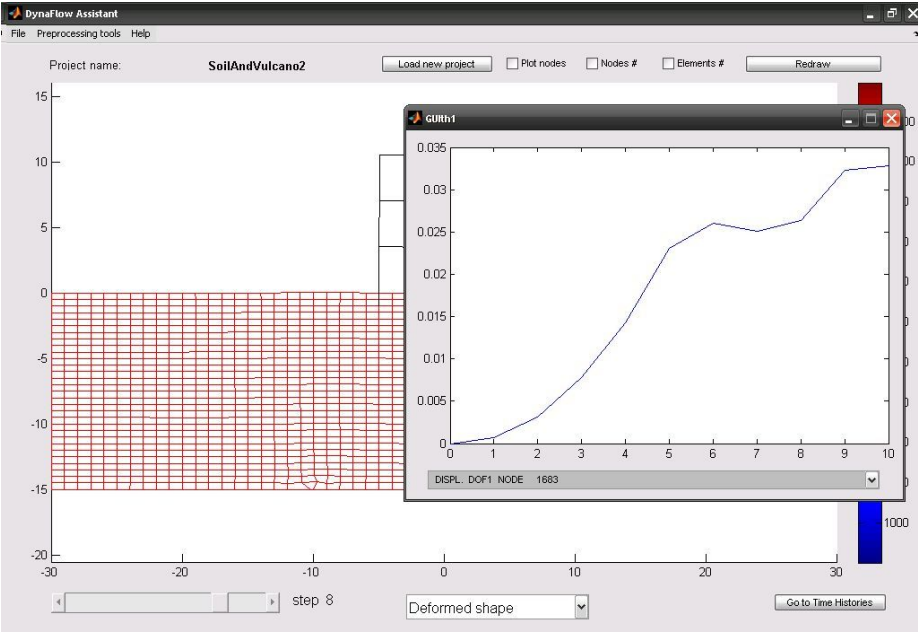 DynaFlow Assistant
File Preprocessing tools Help
Project name: SoilAndVulcano2 Load new project Plot nodes Nodes # Elements # Redraw
15
10
5
0
-5
-10
-15
-20
-30 -20 -10 0 10 20 30
GUIth1
0.035
0.03
0.025
0.02
0.015
0.01
0.005
0
0 1 2 3 4 5 6 7 8 9 10
DISPL. DOF1 NODE 1683
1000
step 8 Deformed shape Go to Time Histories